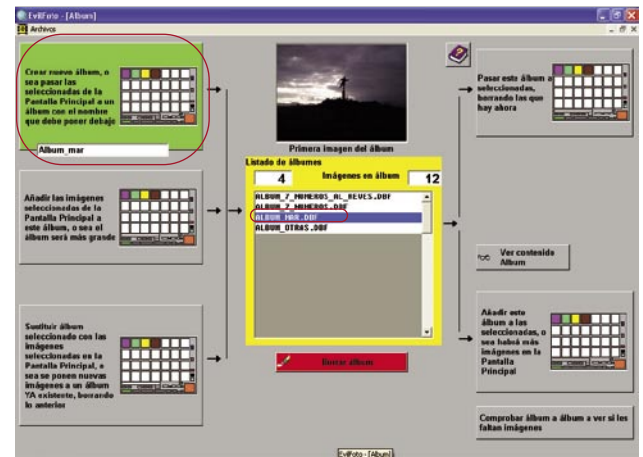 EvilFoto - [Album]
Archivos
Crear nuevo álbum, o
sea pasar las
seleccionadas de la
Pantalla Principal a un
álbum con el nombre
que debe poner debajo
Album_mar
Añadir las imágenes
seleccionadas de la
Pantalla Principal a
este álbum, o sea el
álbum será más grande
Sustituir álbum
seleccionado con las
imágenes
seleccionadas en la
Pantalla Principal, o
sea se ponen nuevas
imágenes a un álbum
YA existente, borrando
lo anterior
Primera imagen del álbum
Listado de álbumes
4
Imágenes en álbum
12
ALBUM_7_NUMEROS_AL_REVES.DBF
ALBUM_7_NUMEROS.DBF
ALBUM_MAR.DBF
ALBUM_OTRAS.DBF
Borrar álbum
Pasar este álbum a
seleccionadas,
borrando las que
hay ahora
Ver contenido
Album
Añadir este
álbum a las
seleccionadas, o
sea habrá más
imágenes en la
Pantalla
Principal
Comprobar álbum a álbum a ver si les
faltan imágenes
EvilFoto - [Album]